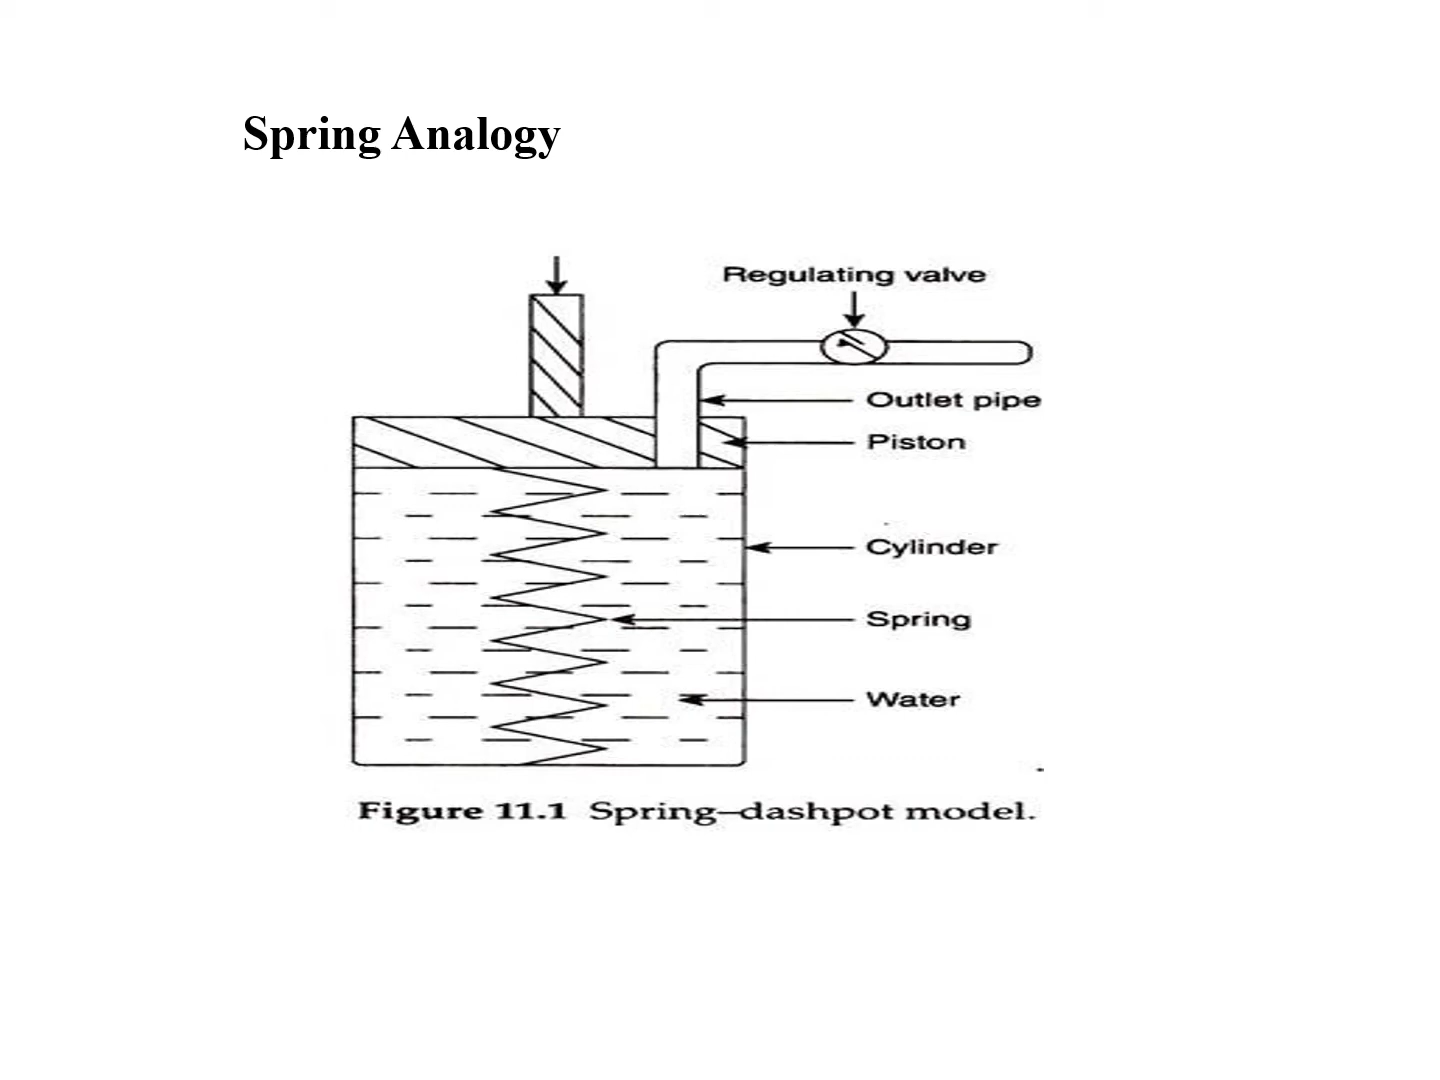 Spring Analogy
Regulating valve
Outlet pipe
Piston
Cylinder
Spring
Water
Figure 11.1 Spring–dashpot model.